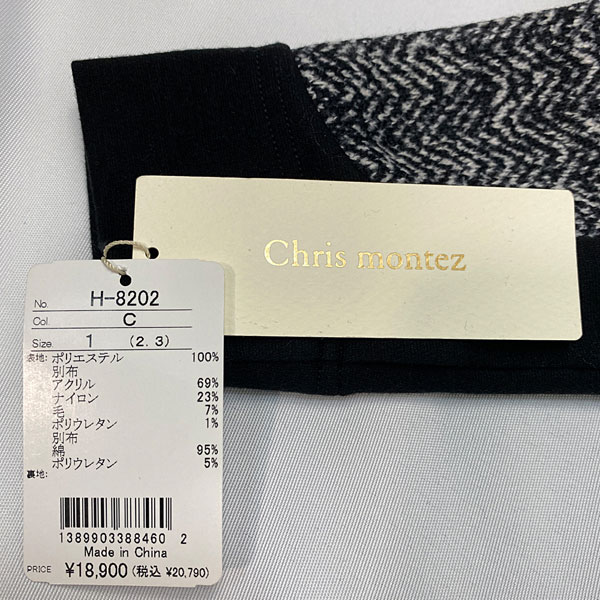 Chris montez
No. H-8202
Col. C
Size. 1 (2.3)
表地: ポリエステル 100%
別布
アクリル 69%
ナイロン 23%
毛 7%
ポリウレタン 1%
別布
綿 95%
ポリウレタン 5%
裏地:
1389903388460 2
Made in China
PRICE ¥18,900(税込 ¥20,790)